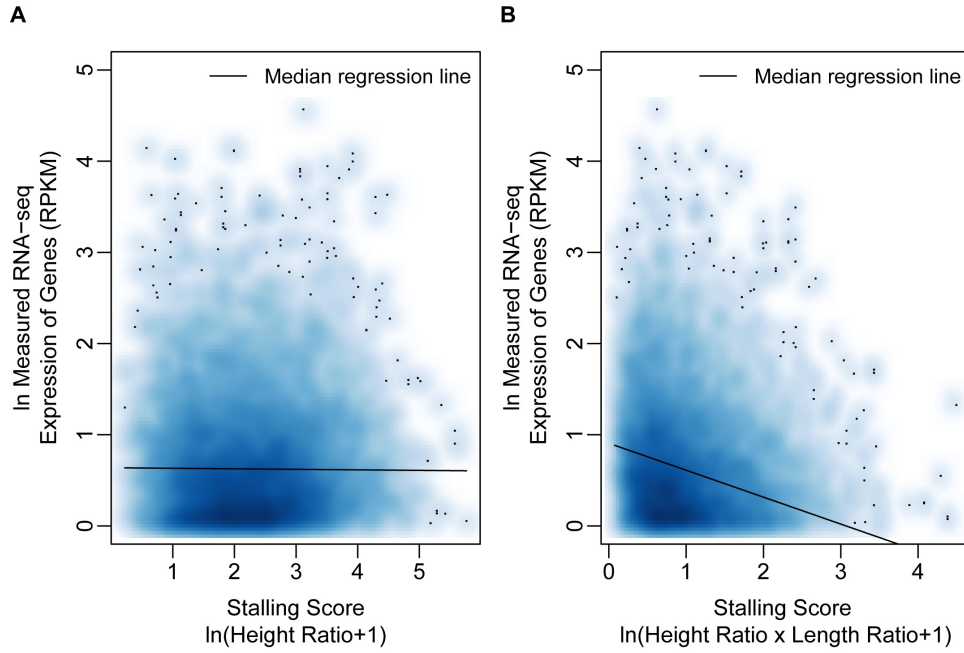 A
B
Median regression line
Median regression line
ln Measured RNA−seq
Expression of Genes (RPKM)
0
1
2
3
4
5
1
2
3
4
5
Stalling Score
ln(Height Ratio+1)
ln Measured RNA−seq
Expression of Genes (RPKM)
0
1
2
3
4
5
0
1
2
3
4
Stalling Score
ln(Height Ratio x Length Ratio+1)